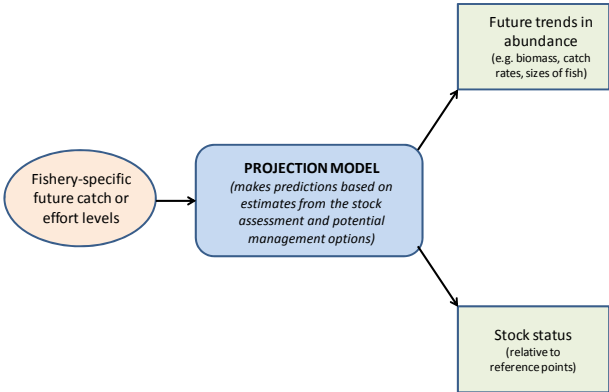 Future trends in
abundance
(e.g. biomass, catch
rates, sizes of fish)
PROJECTION MODEL
(makes predictions based on
estimates from the stock
assessment and potential
management options)
Fishery-specific
future catch or
effort levels
Stock status
(relative to
reference points)